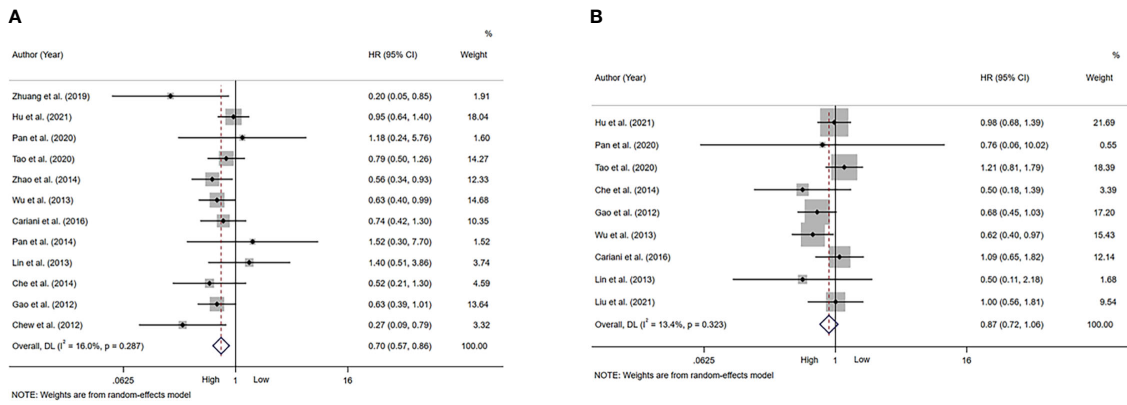 A
%
Author (Year) HR (95% CI) Weight
Zhuang et al. (2019) 0.20 (0.05, 0.85) 1.91
Hu et al. (2021) 0.95 (0.64, 1.40) 18.04
Pan et al. (2020) 1.18 (0.24, 5.76) 1.60
Tao et al. (2020) 0.79 (0.50, 1.26) 14.27
Zhao et al. (2014) 0.56 (0.34, 0.93) 12.33
Wu et al. (2013) 0.63 (0.40, 0.99) 14.68
Cariani et al. (2016) 0.74 (0.42, 1.30) 10.35
Pan et al. (2014) 1.52 (0.30, 7.70) 1.52
Lin et al. (2013) 1.40 (0.51, 3.86) 3.74
Che et al. (2014) 0.52 (0.21, 1.30) 4.59
Gao et al. (2012) 0.63 (0.39, 1.01) 13.64
Chew et al. (2012) 0.27 (0.09, 0.79) 3.32
Overall, DL (I² = 16.0%, p = 0.287) 0.70 (0.57, 0.86) 100.00
.0625 High 1 Low 16
NOTE: Weights are from random-effects model
B
%
Author (Year) HR (95% CI) Weight
Hu et al. (2021) 0.98 (0.68, 1.39) 21.69
Pan et al. (2020) 0.76 (0.06, 10.02) 0.55
Tao et al. (2020) 1.21 (0.81, 1.79) 18.39
Che et al. (2014) 0.50 (0.18, 1.39) 3.39
Gao et al. (2012) 0.68 (0.45, 1.03) 17.20
Wu et al. (2013) 0.62 (0.40, 0.97) 15.43
Cariani et al. (2016) 1.09 (0.65, 1.82) 12.14
Lin et al. (2013) 0.50 (0.11, 2.18) 1.68
Liu et al. (2021) 1.00 (0.56, 1.81) 9.54
Overall, DL (I² = 13.4%, p = 0.323) 0.87 (0.72, 1.06) 100.00
.0625 High 1 Low 16
NOTE: Weights are from random-effects model